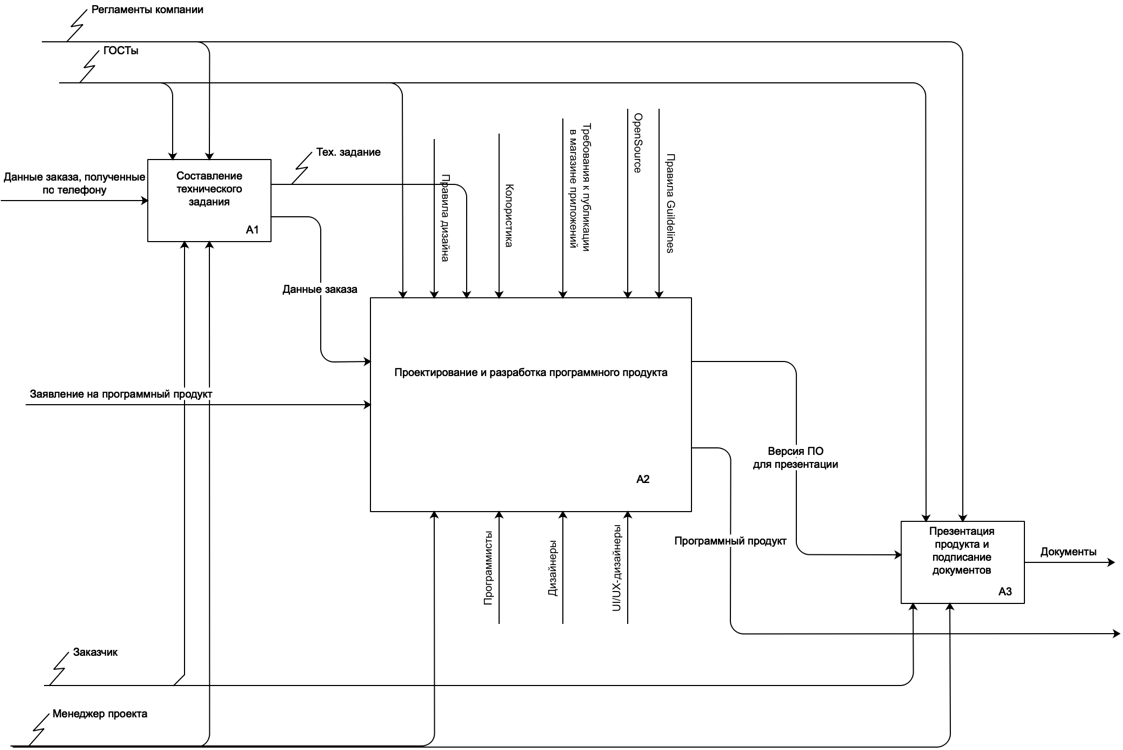 Регламенты компании
ГОСТы
Данные заказа, полученные
по телефону
Составление
технического
задания
A1
Тех. задание
Правила дизайна
Колористика
Требования к публикации
в магазине приложений
OpenSource
Правила Guildelines
Данные заказа
Заявление на программный продукт
Проектирование и разработка программного продукта
A2
Версия ПО
для презентации
Программный продукт
Презентация
продукта и
подписание
документов
A3
Документы
Программисты
Дизайнеры
UI/UX-дизайнеры
Заказчик
Менеджер проекта